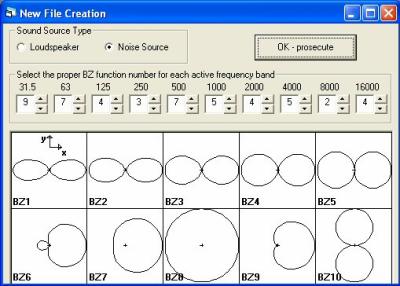 New File Creation
Sound Source Type
Loudspeaker Noise Source
OK - prosecute
Select the proper BZ function number for each active frequency band
31.5 63 125 250 500 1000 2000 4000 8000 16000
9 7 4 3 7 5 4 5 2 4
y
x
BZ1 BZ2 BZ3 BZ4 BZ5
BZ6 BZ7 BZ8 BZ9 BZ10